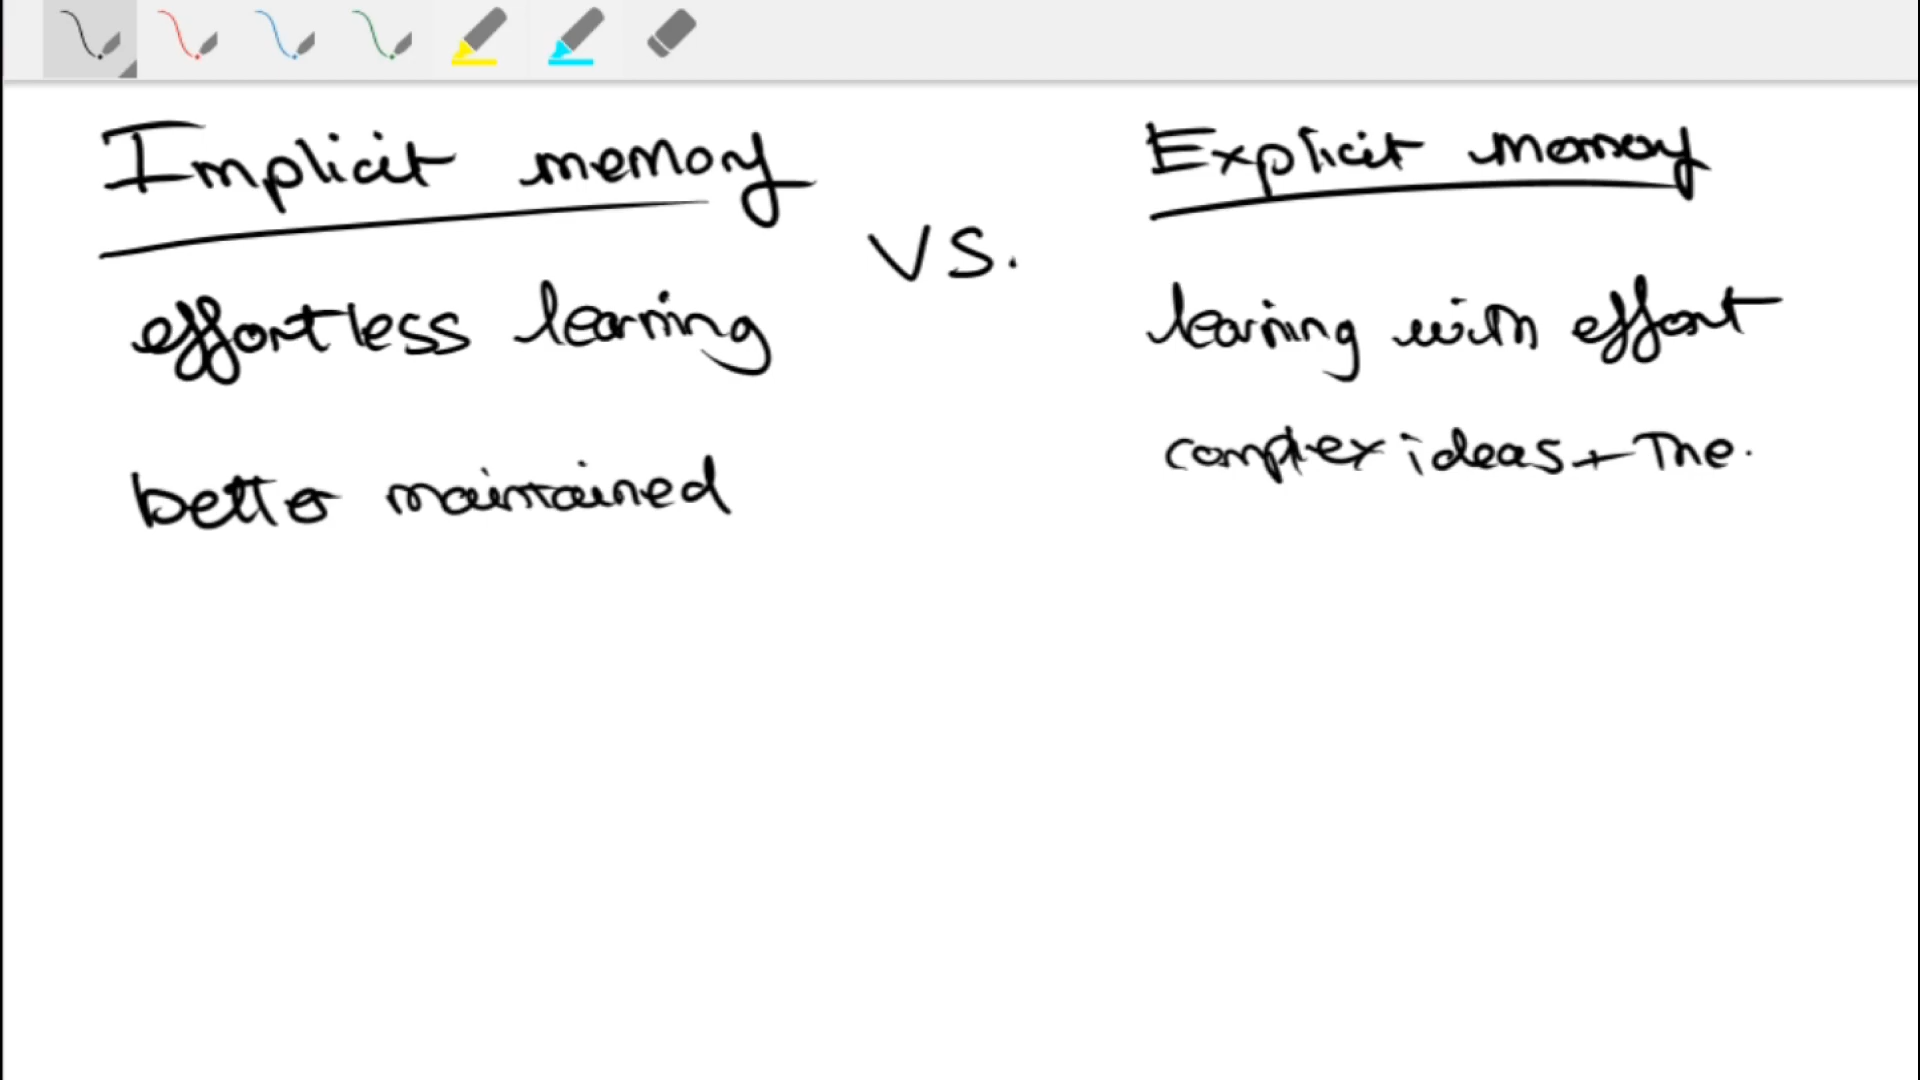 Implicit memory
vs.
Explicit memory
effortless learning
better maintained
learning with effort
complex ideas + The.